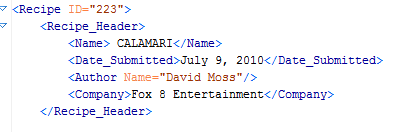 <Recipe ID="223">
<Recipe_Header>
<Name> CALAMARI</Name>
<Date_Submitted>July 9, 2010</Date_Submitted>
<Author Name="David Moss"/>
<Company>Fox 8 Entertainment</Company>
</Recipe_Header>